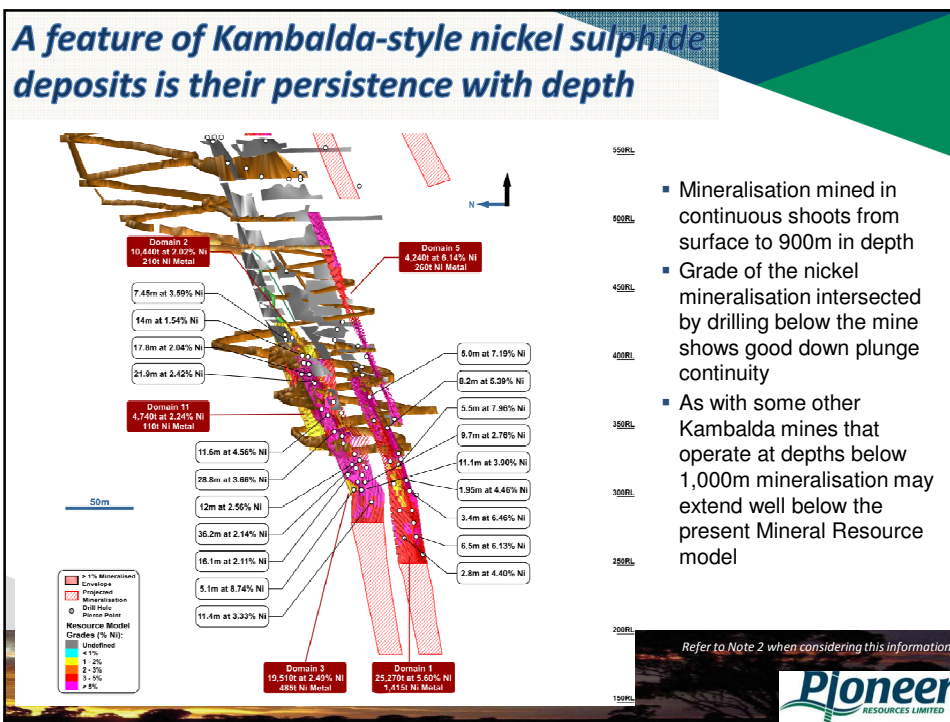 A feature of Kambalda-style nickel sulphide
deposits is their persistence with depth
550RL
500RL
450RL
400RL
350RL
300RL
250RL
200RL
150RL
N
Domain 2
10,440t at 2.02% Ni
210t Ni Metal
Domain 5
4,240t at 6.14% Ni
260t Ni Metal
7.45m at 3.59% Ni
14m at 1.54% Ni
17.8m at 2.04% Ni
21.9m at 2.42% Ni
Domain 11
4,740t at 2.24% Ni
110t Ni Metal
11.6m at 4.56% Ni
28.8m at 3.66% Ni
12m at 2.56% Ni
36.2m at 2.14% Ni
16.1m at 2.11% Ni
5.1m at 8.74% Ni
11.4m at 3.33% Ni
5.0m at 7.19% Ni
8.2m at 5.39% Ni
5.5m at 7.96% Ni
9.7m at 2.76% Ni
11.1m at 3.90% Ni
1.95m at 4.46% Ni
3.4m at 6.46% Ni
6.5m at 6.13% Ni
2.8m at 4.40% Ni
50m
> 1% Mineralised
Envelope
Projected
Mineralisation
Drill Hole
Pierce Point
Resource Model
Grades (% Ni):
Undefined
< 1%
1 - 2%
2 - 3%
3 - 5%
> 5%
Domain 3
19,510t at 2.49% Ni
485t Ni Metal
Domain 1
25,270t at 5.60% Ni
1,415t Ni Metal
▪ Mineralisation mined in
continuous shoots from
surface to 900m in depth
▪ Grade of the nickel
mineralisation intersected
by drilling below the mine
shows good down plunge
continuity
▪ As with some other
Kambalda mines that
operate at depths below
1,000m mineralisation may
extend well below the
present Mineral Resource
model
Refer to Note 2 when considering this information
Pioneer
RESOURCES LIMITED